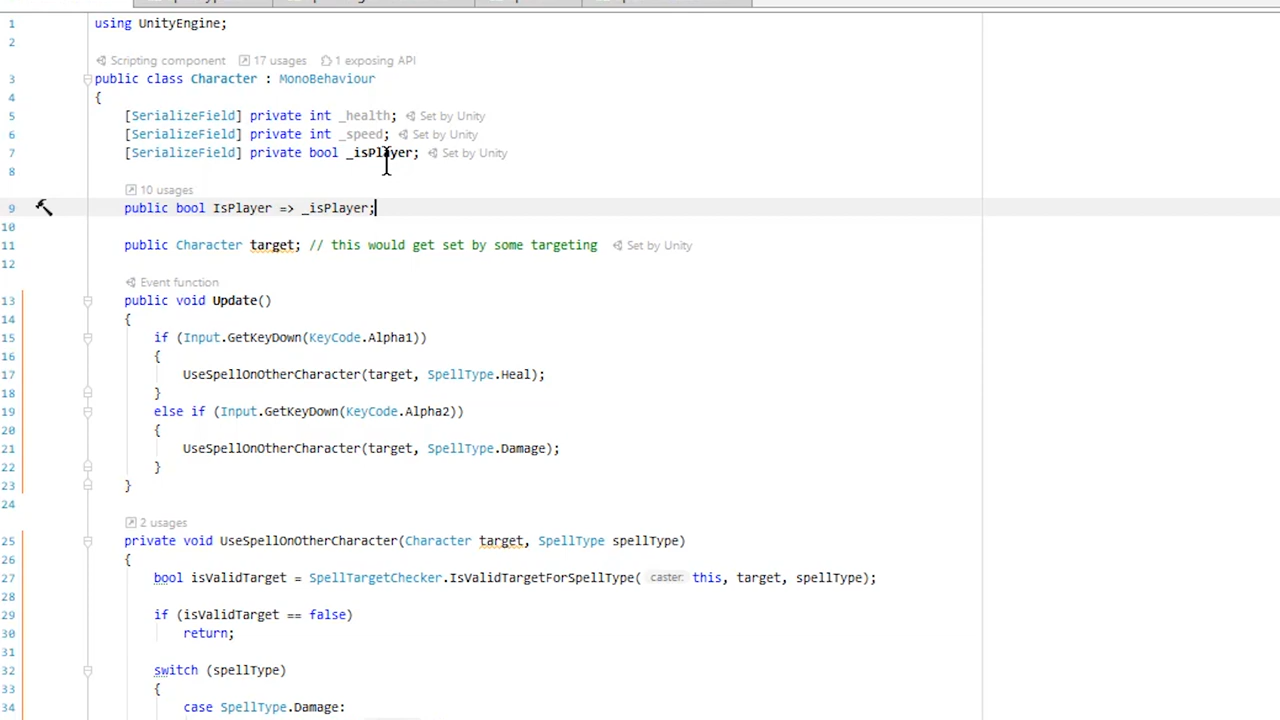 1 using UnityEngine;
2
Scripting component 17 usages 1 exposing API
3 public class Character : MonoBehaviour
4 {
5 [SerializeField] private int _health; Set by Unity
6 [SerializeField] private int _speed; Set by Unity
7 [SerializeField] private bool _isPlayer; Set by Unity
8
10 usages
9 public bool IsPlayer => _isPlayer;
10
11 public Character target; // this would get set by some targeting Set by Unity
12
Event function
13 public void Update()
14 {
15 if (Input.GetKeyDown(KeyCode.Alpha1))
16 {
17 UseSpellOnOtherCharacter(target, SpellType.Heal);
18 }
19 else if (Input.GetKeyDown(KeyCode.Alpha2))
20 {
21 UseSpellOnOtherCharacter(target, SpellType.Damage);
22 }
23 }
24
2 usages
25 private void UseSpellOnOtherCharacter(Character target, SpellType spellType)
26 {
27 bool isValidTarget = SpellTargetChecker.IsValidTargetForSpellType( caster: this, target, spellType);
28
29 if (isValidTarget == false)
30 return;
31
32 switch (spellType)
33 {
34 case SpellType.Damage: